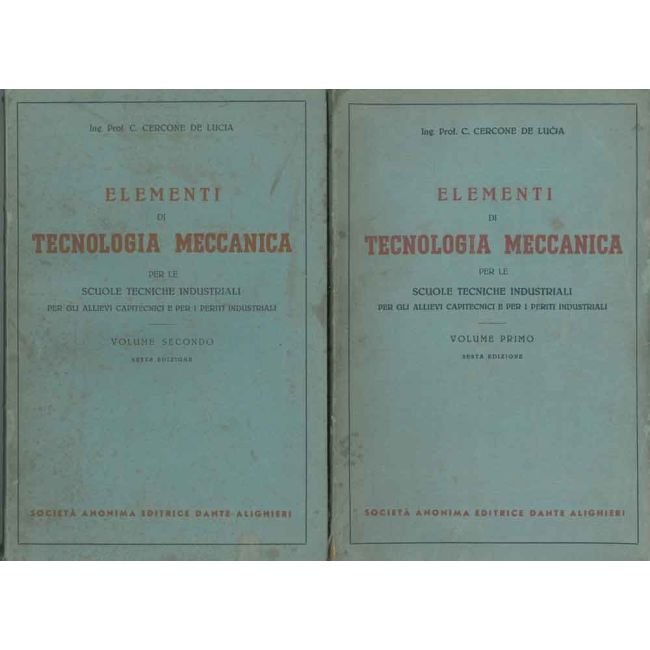 Ing. Prof. C. CERCONE DE LUCIA
ELEMENTI
DI
TECNOLOGIA MECCANICA
PER LE
SCUOLE TECNICHE INDUSTRIALI
PER GLI ALLIEVI CAPITECNICI E PER I PERITI INDUSTRIALI
VOLUME SECONDO
SESTA EDIZIONE
SOCIETÀ ANONIMA EDITRICE DANTE ALIGHIERI
Ing. Prof. C. CERCONE DE LUCIA
ELEMENTI
DI
TECNOLOGIA MECCANICA
PER LE
SCUOLE TECNICHE INDUSTRIALI
PER GLI ALLIEVI CAPITECNICI E PER I PERITI INDUSTRIALI
VOLUME PRIMO
SESTA EDIZIONE
SOCIETÀ ANONIMA EDITRICE DANTE ALIGHIERI